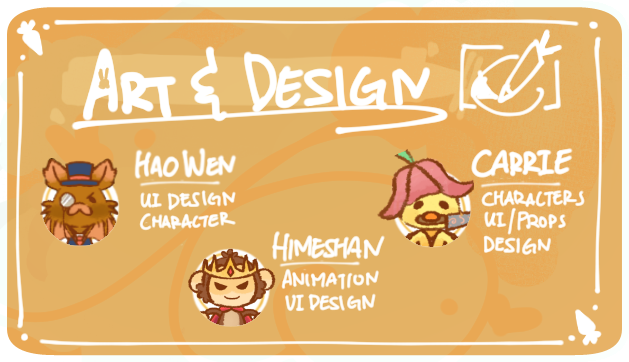 ART & DESIGN
HAO WEN
UI DESIGN
CHARACTER
CARRIE
CHARACTERS
UI/PROPS
DESIGN
HIMESHAN
ANIMATION
UI DESIGN